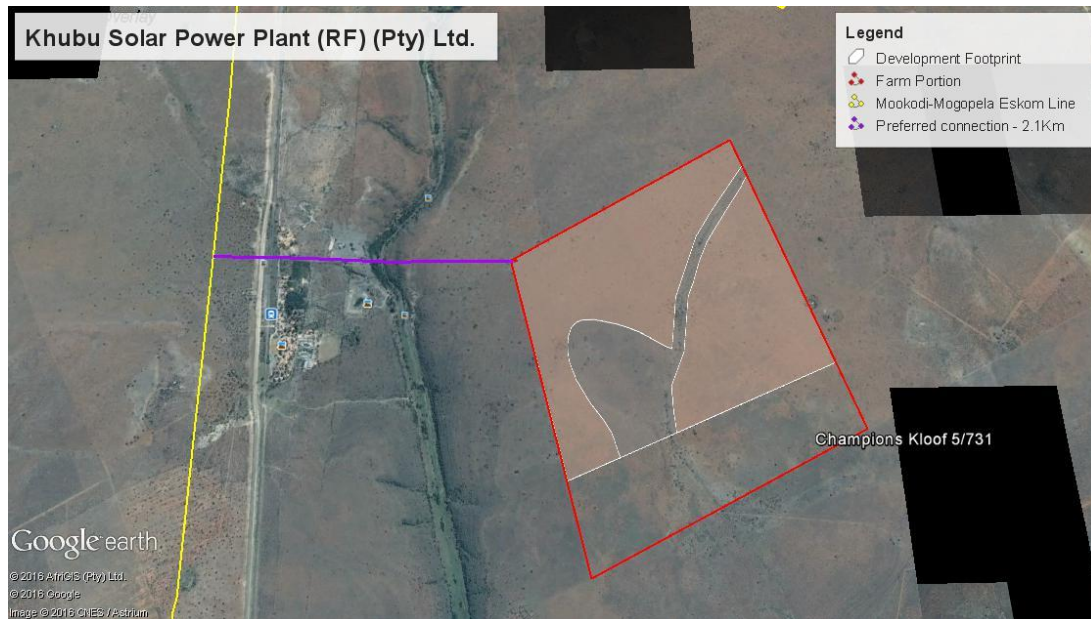 overlay
Khubu Solar Power Plant (RF) (Pty) Ltd.
Legend
Development Footprint
Farm Portion
Mookodi-Mogopela Eskom Line
Preferred connection - 2.1Km
Champions Kloof 5/731
Google earth
© 2016 AfriGIS (Pty) Ltd.
© 2016 Google
Image © 2016 CNES / Astrium